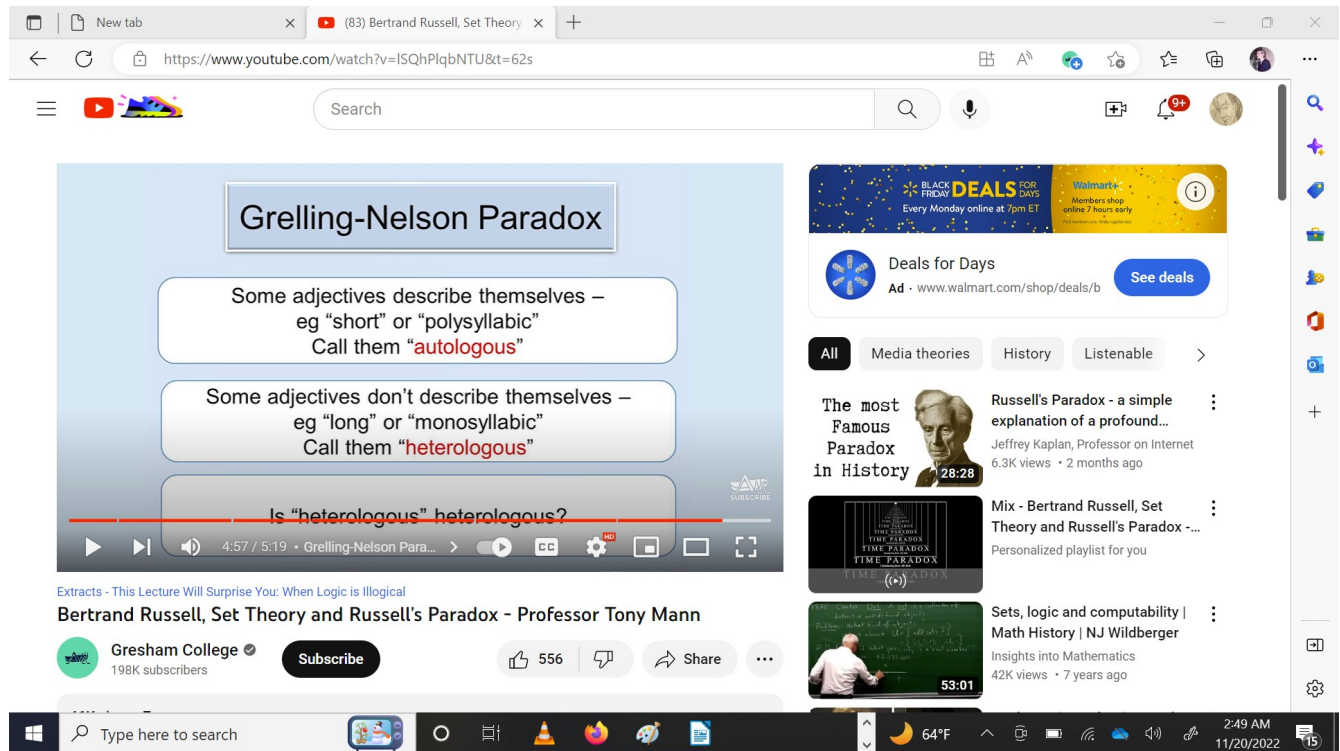 New tab
(83) Bertrand Russell, Set Theory
https://www.youtube.com/watch?v=lSQhPlqbNTU&t=62s
Search
9+
Grelling-Nelson Paradox
Some adjectives describe themselves –
eg “short” or “polysyllabic”
Call them “autologous”
Some adjectives don’t describe themselves –
eg “long” or “monosyllabic”
Call them “heterologous”
Is “heterologous” heterologous?
SUBSCRIBE
4:57 / 5:19 • Grelling-Nelson Para...
CC
HD
Extracts - This Lecture Will Surprise You: When Logic is Illogical
Bertrand Russell, Set Theory and Russell's Paradox - Professor Tony Mann
Gresham College
198K subscribers
Subscribe
556
Share
BLACK FRIDAY DEALS FOR DAYS
Every Monday online at 7pm ET
Walmart+
Members shop
online 7 hours early
Deals for Days
Ad · www.walmart.com/shop/deals/b
See deals
All
Media theories
History
Listenable
The most
Famous
Paradox
in History
28:28
Russell's Paradox - a simple
explanation of a profound...
Jeffrey Kaplan, Professor on Internet
6.3K views • 2 months ago
TIME PARADOX
TIME PARADOX
TIME PARADOX
Mix - Bertrand Russell, Set
Theory and Russell's Paradox -...
Personalized playlist for you
53:01
Sets, logic and computability |
Math History | NJ Wildberger
Insights into Mathematics
42K views • 7 years ago
Type here to search
64°F
2:49 AM
11/20/2022
15